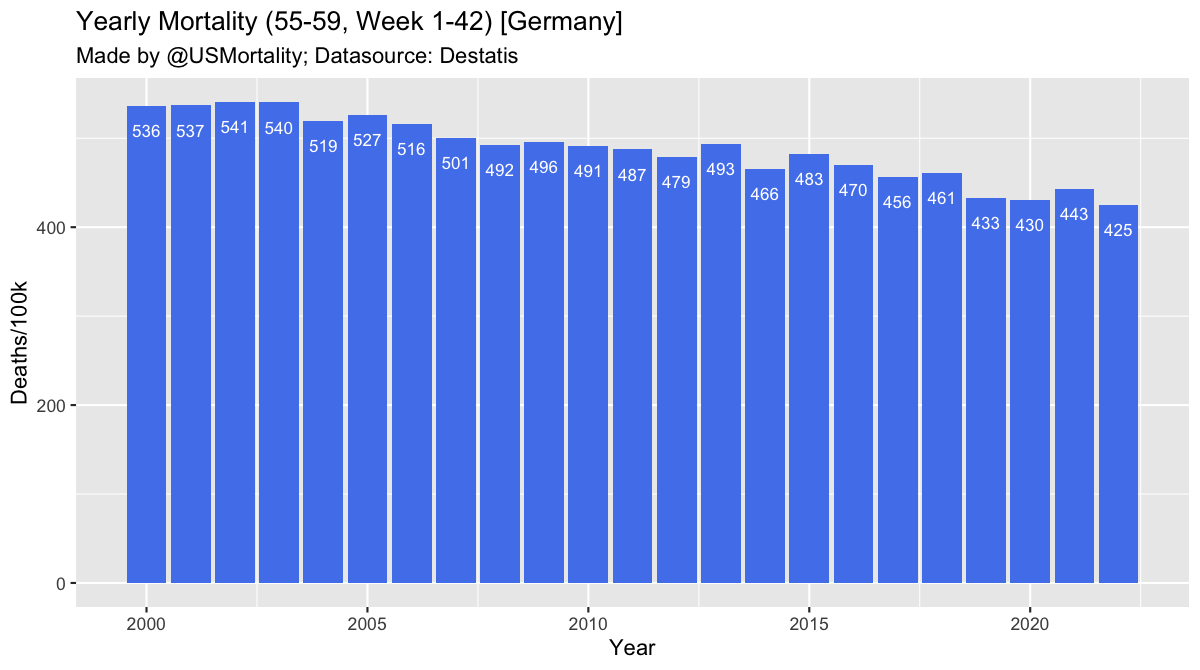 Yearly Mortality (55-59, Week 1-42) [Germany]
Made by @USMortality; Datasource: Destatis
Deaths/100k
400
200
0
536 537 541 540 519 527 516 501 492 496 491 487 479 493 466 483 470 456 461 433 430 443 425
2000 2005 2010 2015 2020
Year